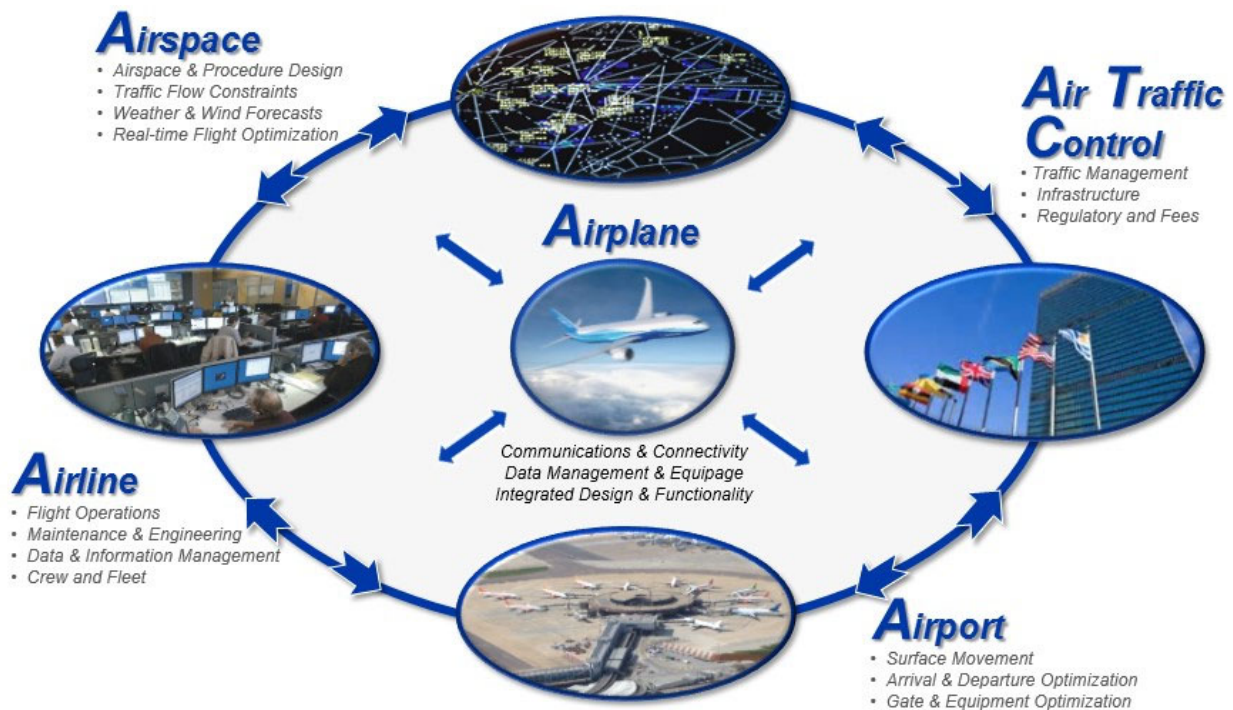 Airspace
• Airspace & Procedure Design
• Traffic Flow Constraints
• Weather & Wind Forecasts
• Real-time Flight Optimization
Air Traffic
Control
• Traffic Management
• Infrastructure
• Regulatory and Fees
Airplane
Communications & Connectivity
Data Management & Equipage
Integrated Design & Functionality
Airline
• Flight Operations
• Maintenance & Engineering
• Data & Information Management
• Crew and Fleet
Airport
• Surface Movement
• Arrival & Departure Optimization
• Gate & Equipment Optimization